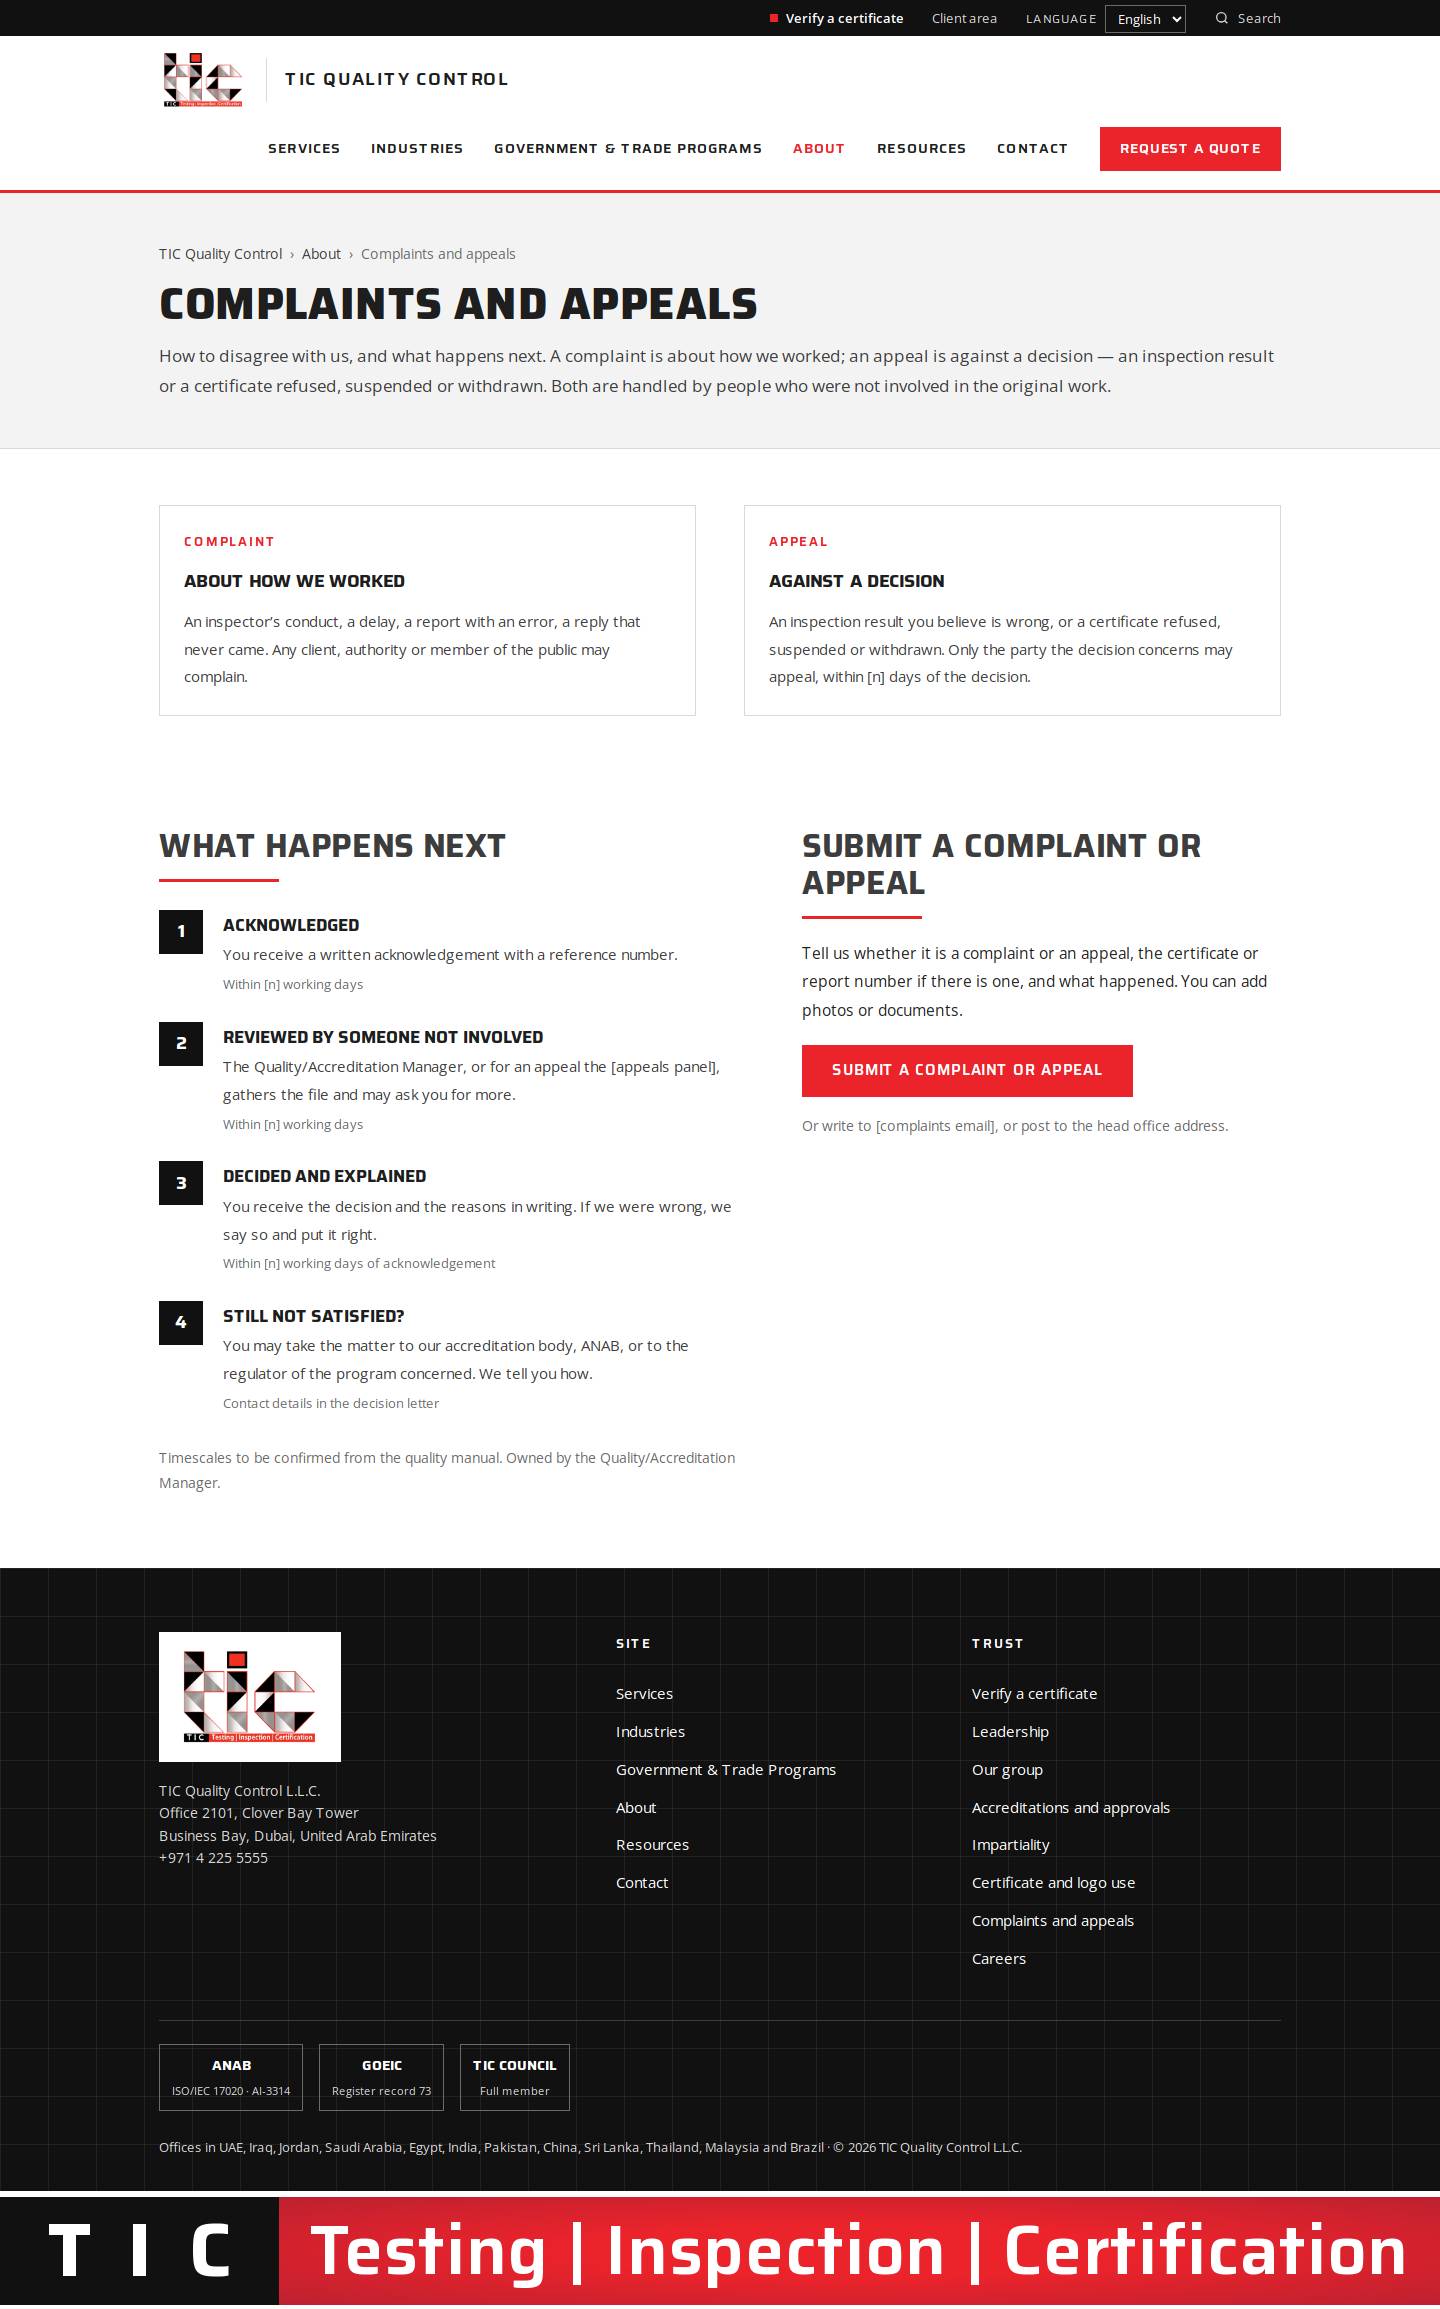 Verify a certificate Client area LANGUAGE English Search
TIC Testing | Inspection | Certification
TIC QUALITY CONTROL
SERVICES INDUSTRIES GOVERNMENT & TRADE PROGRAMS ABOUT RESOURCES CONTACT REQUEST A QUOTE
TIC Quality Control › About › Complaints and appeals
COMPLAINTS AND APPEALS
How to disagree with us, and what happens next. A complaint is about how we worked; an appeal is against a decision — an inspection result
or a certificate refused, suspended or withdrawn. Both are handled by people who were not involved in the original work.
COMPLAINT
ABOUT HOW WE WORKED
An inspector's conduct, a delay, a report with an error, a reply that
never came. Any client, authority or member of the public may
complain.
APPEAL
AGAINST A DECISION
An inspection result you believe is wrong, or a certificate refused,
suspended or withdrawn. Only the party the decision concerns may
appeal, within [n] days of the decision.
WHAT HAPPENS NEXT
1
ACKNOWLEDGED
You receive a written acknowledgement with a reference number.
Within [n] working days
2
REVIEWED BY SOMEONE NOT INVOLVED
The Quality/Accreditation Manager, or for an appeal the [appeals panel],
gathers the file and may ask you for more.
Within [n] working days
3
DECIDED AND EXPLAINED
You receive the decision and the reasons in writing. If we were wrong, we
say so and put it right.
Within [n] working days of acknowledgement
4
STILL NOT SATISFIED?
You may take the matter to our accreditation body, ANAB, or to the
regulator of the program concerned. We tell you how.
Contact details in the decision letter
Timescales to be confirmed from the quality manual. Owned by the Quality/Accreditation
Manager.
SUBMIT A COMPLAINT OR
APPEAL
Tell us whether it is a complaint or an appeal, the certificate or
report number if there is one, and what happened. You can add
photos or documents.
SUBMIT A COMPLAINT OR APPEAL
Or write to [complaints email], or post to the head office address.
tic
TIC Testing | Inspection | Certification
TIC Quality Control L.L.C.
Office 2101, Clover Bay Tower
Business Bay, Dubai, United Arab Emirates
+971 4 225 5555
SITE
Services
Industries
Government & Trade Programs
About
Resources
Contact
TRUST
Verify a certificate
Leadership
Our group
Accreditations and approvals
Impartiality
Certificate and logo use
Complaints and appeals
Careers
ANAB
ISO/IEC 17020 · AI-3314
GOEIC
Register record 73
TIC COUNCIL
Full member
Offices in UAE, Iraq, Jordan, Saudi Arabia, Egypt, India, Pakistan, China, Sri Lanka, Thailand, Malaysia and Brazil · © 2026 TIC Quality Control L.L.C.
TIC Testing | Inspection | Certification